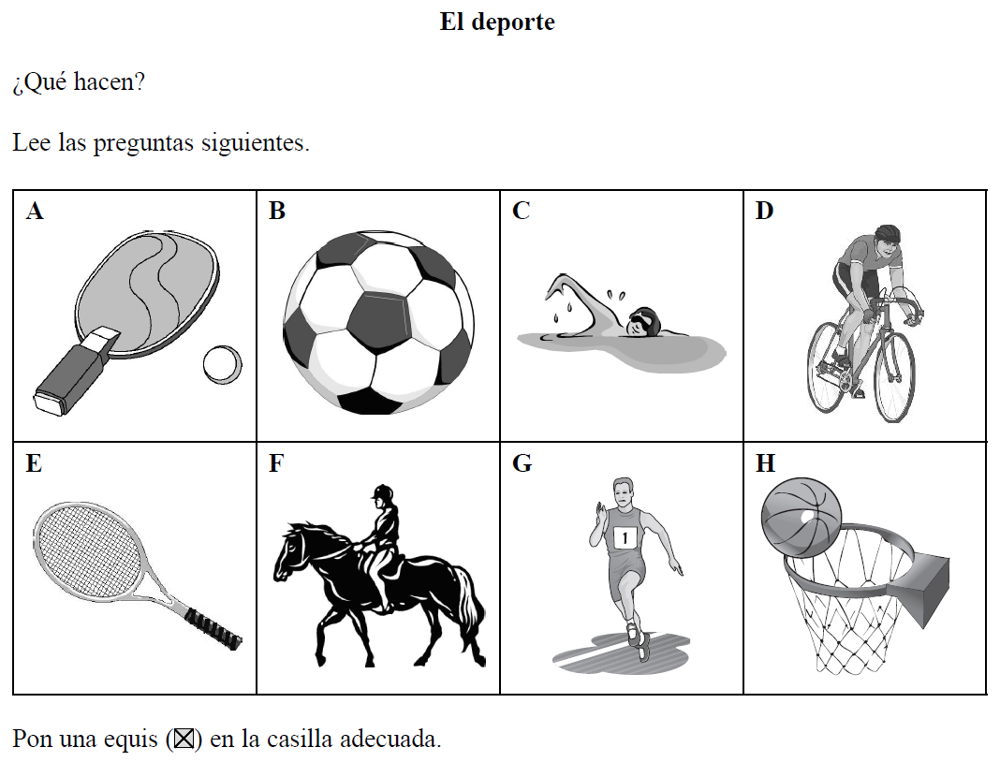 El deporte
¿Qué hacen?
Lee las preguntas siguientes.
A B C D
E F G H
1
Pon una equis (☒) en la casilla adecuada.